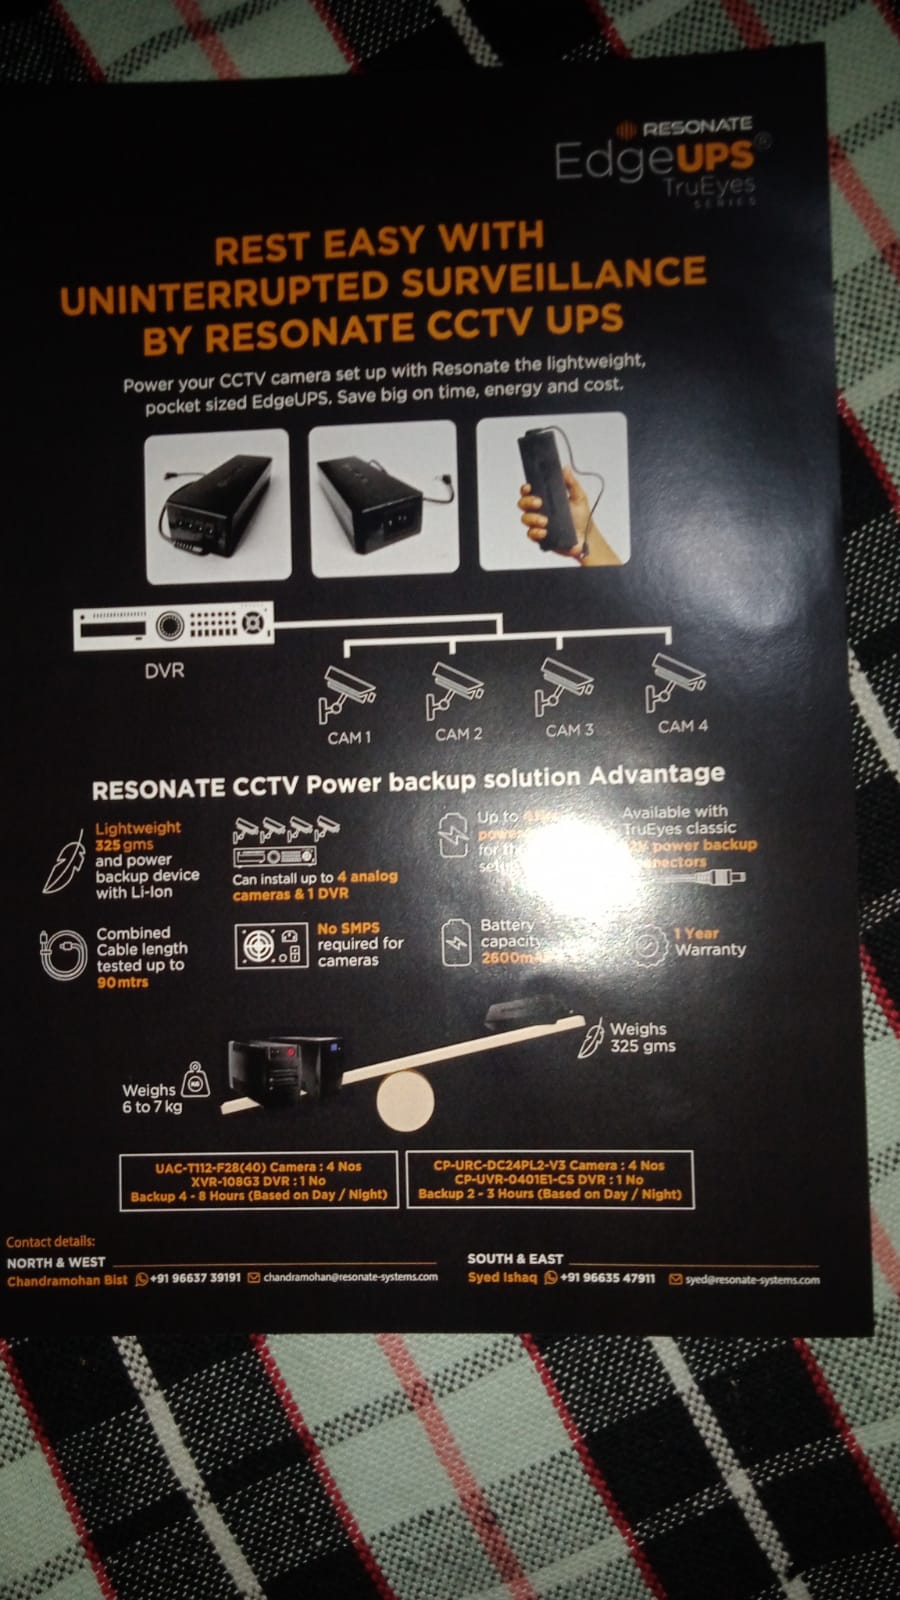 RESONATE
EdgeUPS®
TruEyes
SERIES
REST EASY WITH
UNINTERRUPTED SURVEILLANCE
BY RESONATE CCTV UPS
Power your CCTV camera set up with Resonate the lightweight,
pocket sized EdgeUPS. Save big on time, energy and cost.
DVR
CAM 1
CAM 2
CAM 3
CAM 4
RESONATE CCTV Power backup solution Advantage
Lightweight
325 gms
and power
backup device
with Li-Ion
Can install up to 4 analog
cameras & 1 DVR
Up to
for
Available with
TruEyes classic
power backup
Combined
Cable length
tested up to
90mtrs
No SMPS
required for
cameras
Battery
capacity
1 Year
Warranty
Weighs
6 to 7 kg
Weighs
325 gms
UAC-T112-F28(40) Camera : 4 Nos
XVR-108G3 DVR : 1 No
Backup 4 - 8 Hours (Based on Day / Night)
CP-URC-DC24PL2-V3 Camera : 4 Nos
CP-UVR-0401E1-CS DVR : 1 No
Backup 2 - 3 Hours (Based on Day / Night)
Contact details:
NORTH & WEST
Chandramohan Bist +91 96637 39191 chandramohan@resonate-systems.com
SOUTH & EAST
Syed Ishaq +91 96635 47911 syed@resonate-systems.com